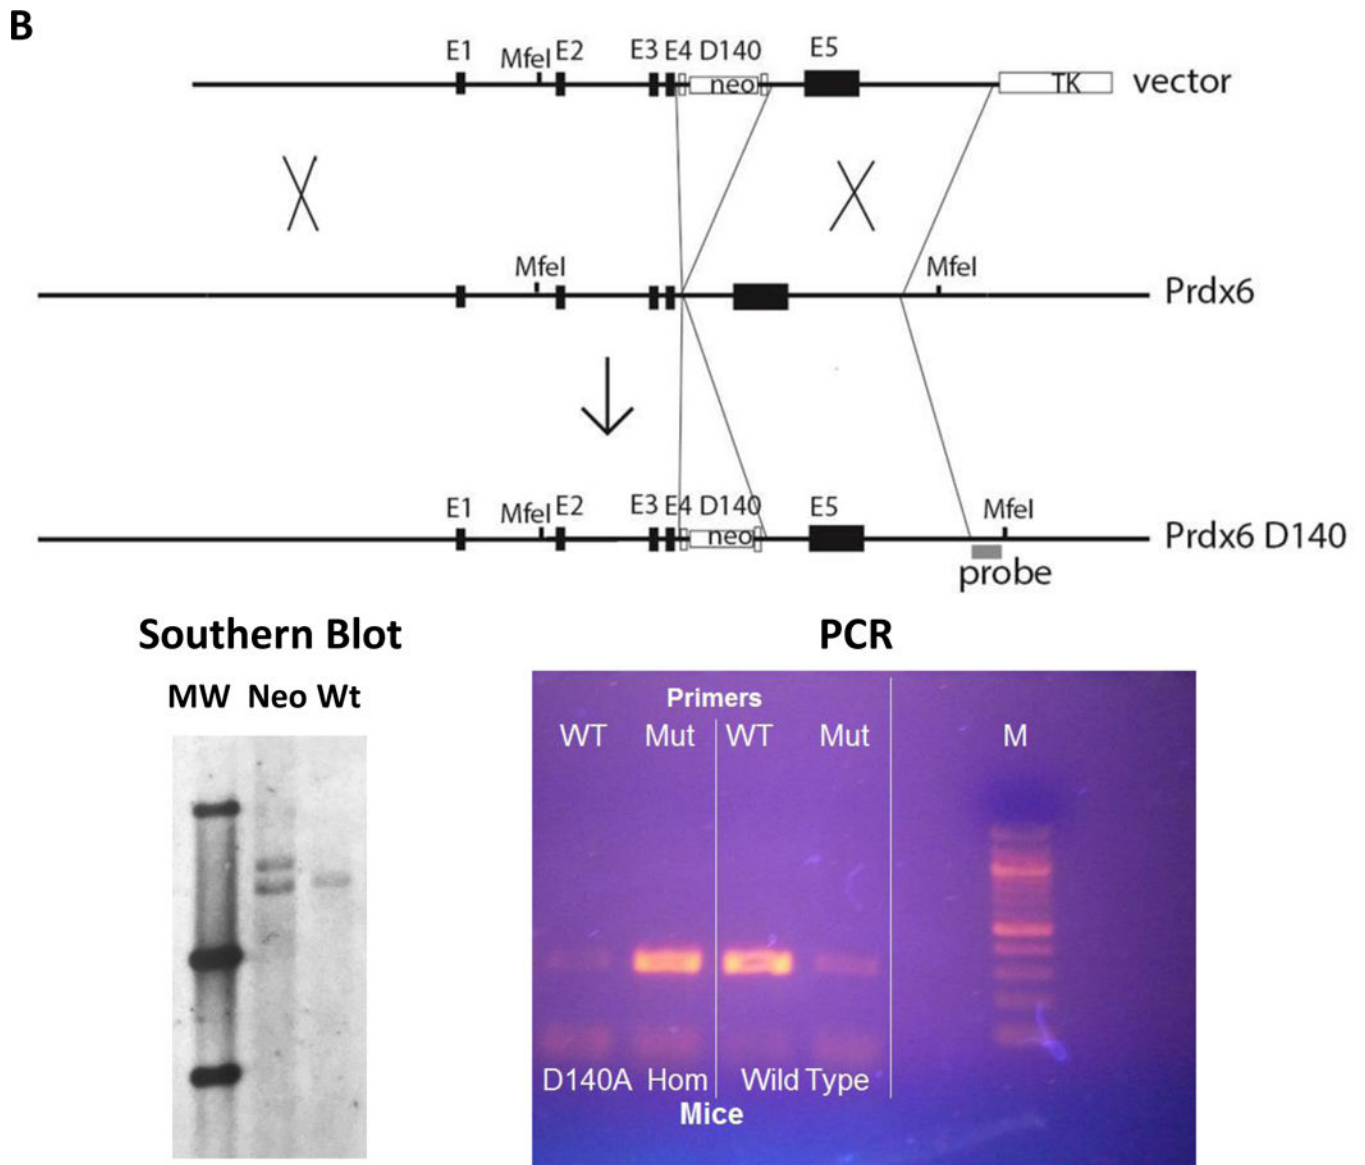 B
E1 MfeI E2 E3 E4 D140 E5
neo TK vector
MfeI MfeI
Prdx6
E1 MfeI E2 E3 E4 D140 E5 MfeI
neo Prdx6 D140
probe
Southern Blot PCR
MW Neo Wt
Primers
WT Mut WT Mut M
D140A Hom Wild Type
Mice